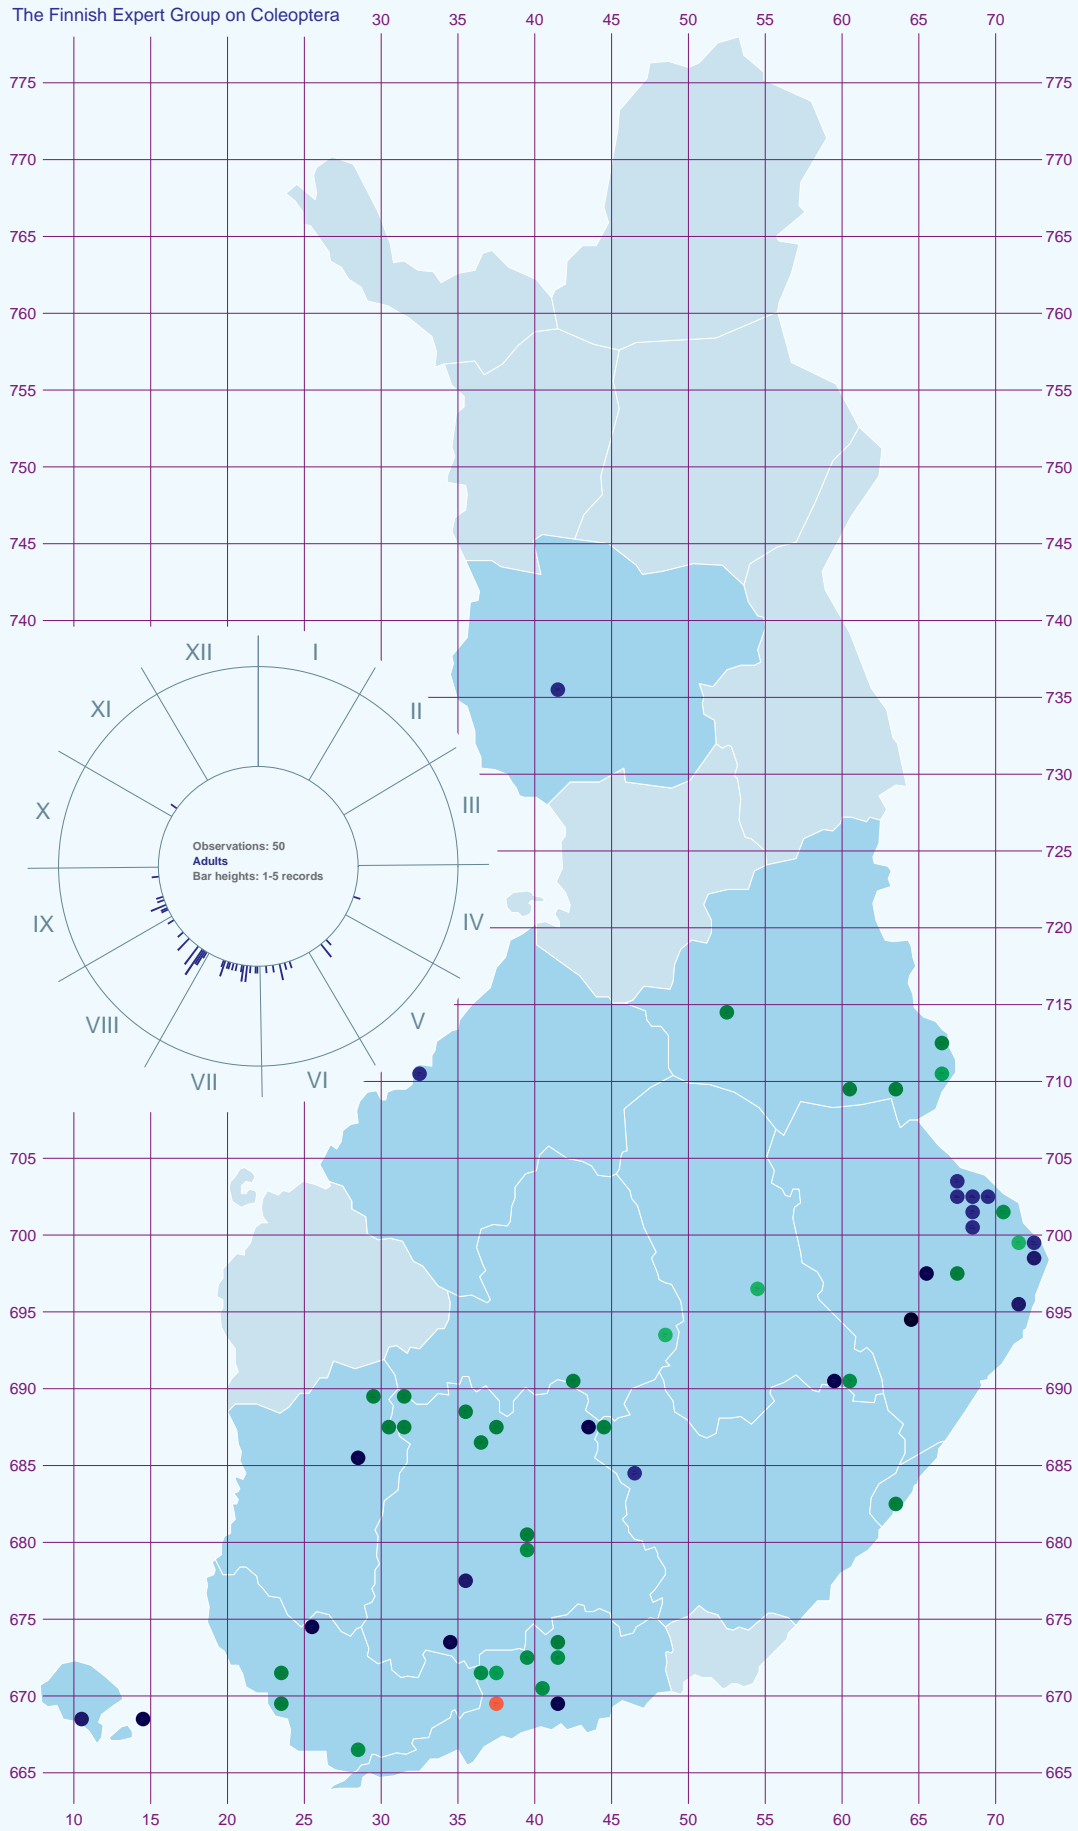 The Finnish Expert Group on Coleoptera
30 35 40 45 50 55 60 65 70
775 775
770 770
765 765
760 760
755 755
750 750
745 745
740 740
XII I
XI II
735
730
X III
Observations: 50
Adults
Bar heights: 1-5 records
725
IX IV
720
VIII V
715
VII VI
710
705 705
700 700
695 695
690 690
685 685
680 680
675 675
670 670
665 665
10 15 20 25 30 35 40 45 50 55 60 65 70